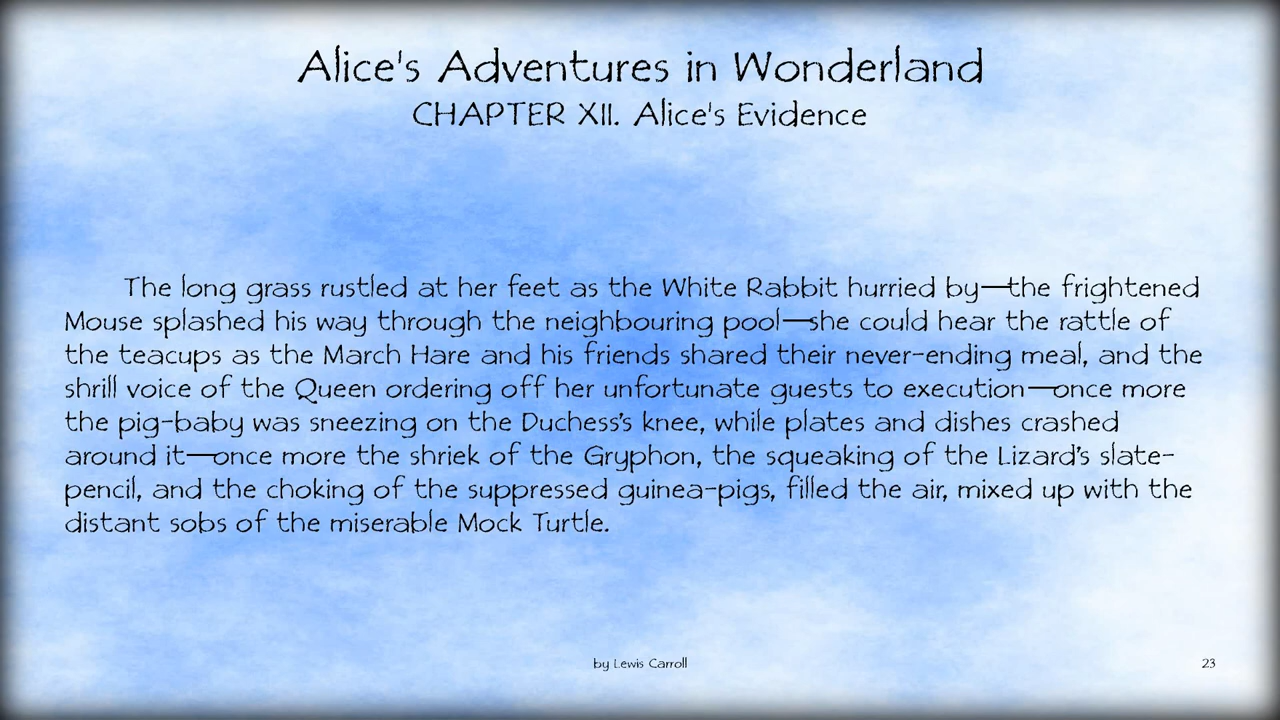 Alice's Adventures in Wonderland
CHAPTER XII. Alice's Evidence
The long grass rustled at her feet as the White Rabbit hurried by—the frightened
Mouse splashed his way through the neighbouring pool—she could hear the rattle of
the teacups as the March Hare and his friends shared their never-ending meal, and the
shrill voice of the Queen ordering off her unfortunate guests to execution—once more
the pig-baby was sneezing on the Duchess’s knee, while plates and dishes crashed
around it—once more the shriek of the Gryphon, the squeaking of the Lizard’s slate-
pencil, and the choking of the suppressed guinea-pigs, filled the air, mixed up with the
distant sobs of the miserable Mock Turtle.
by Lewis Carroll
23